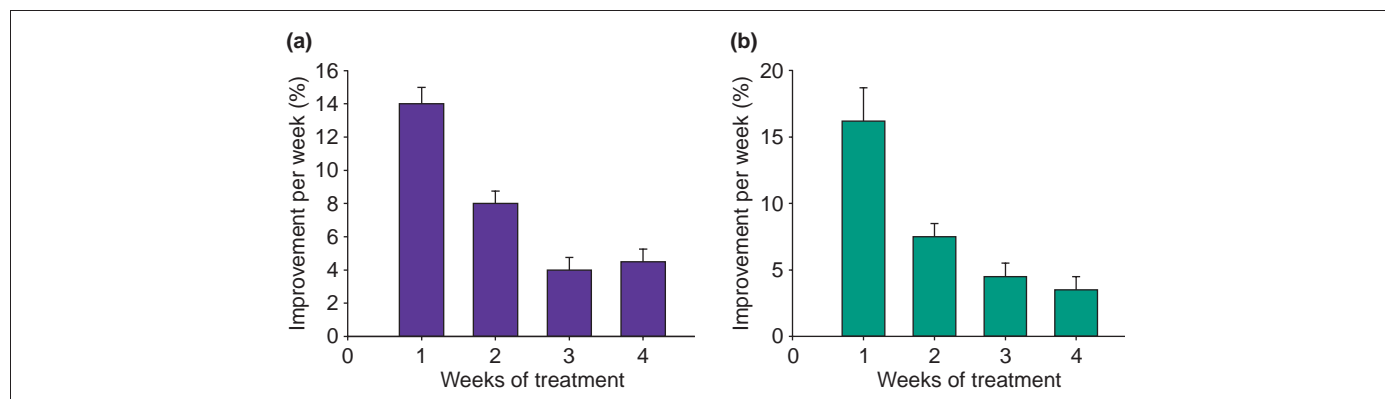 (a)
Improvement per week (%)
16
14
12
10
8
6
4
2
0
0 1 2 3 4
Weeks of treatment
(b)
Improvement per week (%)
20
15
10
5
0
0 1 2 3 4
Weeks of treatment